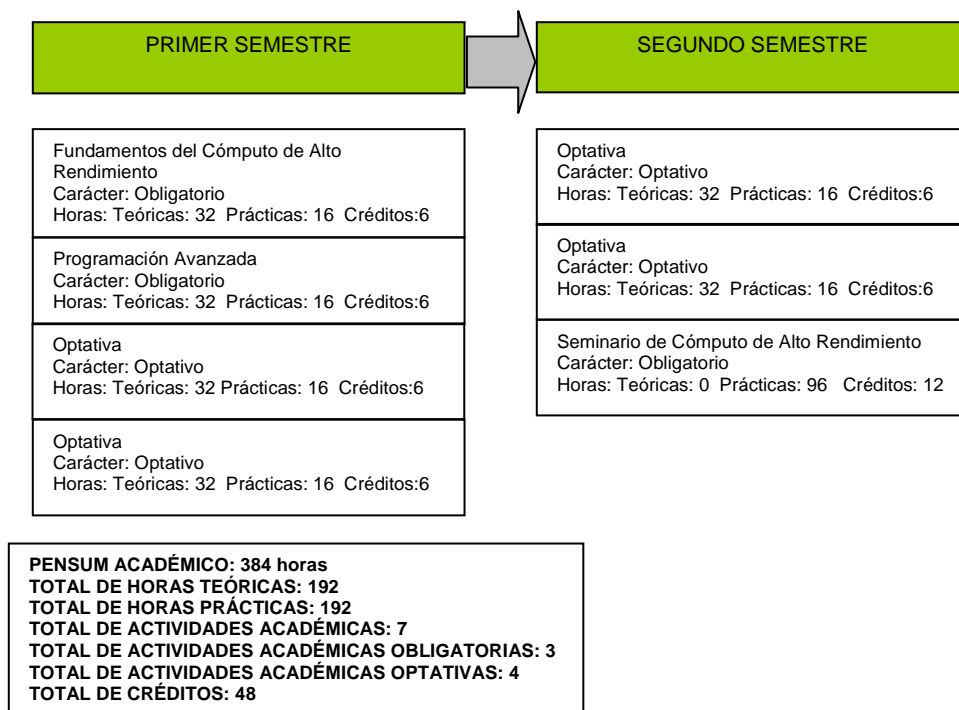 PRIMER SEMESTRE
SEGUNDO SEMESTRE
Fundamentos del Cómputo de Alto
Rendimiento
Carácter: Obligatorio
Horas: Teóricas: 32 Prácticas: 16 Créditos:6
Programación Avanzada
Carácter: Obligatorio
Horas: Teóricas: 32 Prácticas: 16 Créditos:6
Optativa
Carácter: Optativo
Horas: Teóricas: 32 Prácticas: 16 Créditos:6
Optativa
Carácter: Optativo
Horas: Teóricas: 32 Prácticas: 16 Créditos:6
Optativa
Carácter: Optativo
Horas: Teóricas: 32 Prácticas: 16 Créditos:6
Optativa
Carácter: Optativo
Horas: Teóricas: 32 Prácticas: 16 Créditos:6
Seminario de Cómputo de Alto Rendimiento
Carácter: Obligatorio
Horas: Teóricas: 0 Prácticas: 96 Créditos: 12
PENSUM ACADÉMICO: 384 horas
TOTAL DE HORAS TEÓRICAS: 192
TOTAL DE HORAS PRÁCTICAS: 192
TOTAL DE ACTIVIDADES ACADÉMICAS: 7
TOTAL DE ACTIVIDADES ACADÉMICAS OBLIGATORIAS: 3
TOTAL DE ACTIVIDADES ACADÉMICAS OPTATIVAS: 4
TOTAL DE CRÉDITOS: 48